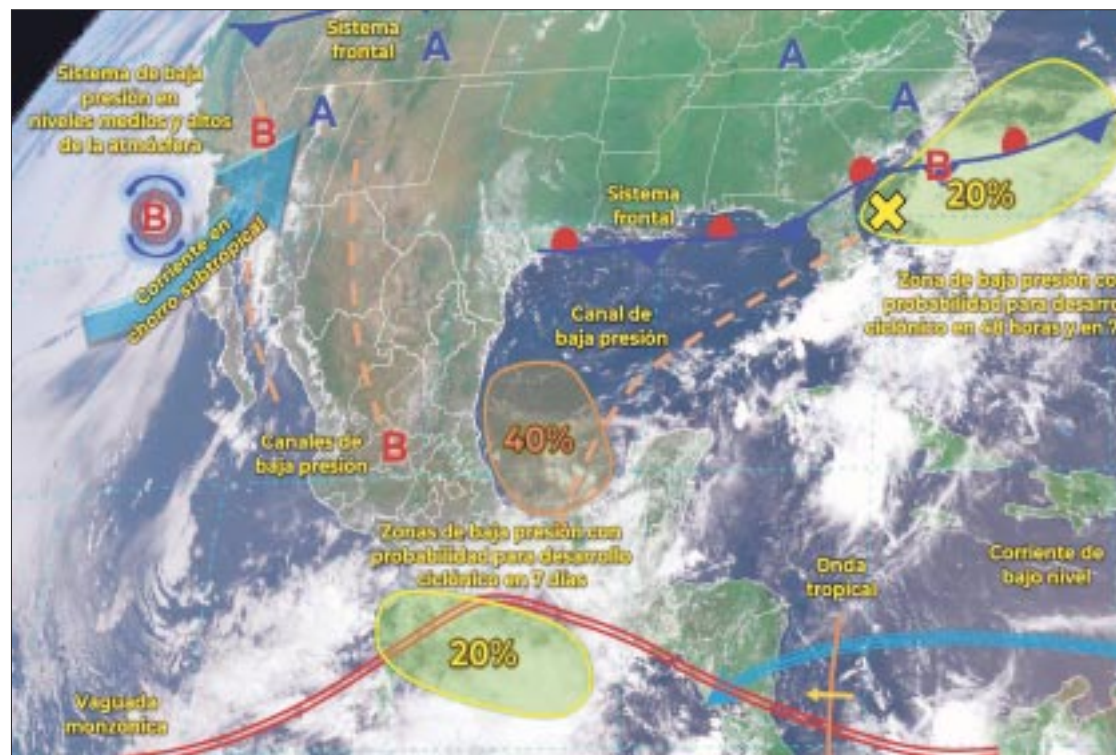 Sistema
frontal
A
A
Sistema de baja
presión en
niveles medios y altos
de la atmósfera
A
B
A
B
Corriente en
chorro subtropical
Sistema
frontal
B
20%
Zona de baja presión co
probabilidad para desarro
ciclónico en 48 horas y en 7
Canal de
baja presión
40%
Canales de
baja presión
B
Zonas de baja presión con
probabilidad para desarrollo
ciclónico en 7 días
20%
Onda
tropical
Corriente de
bajo nivel
Vaguada
monzónica